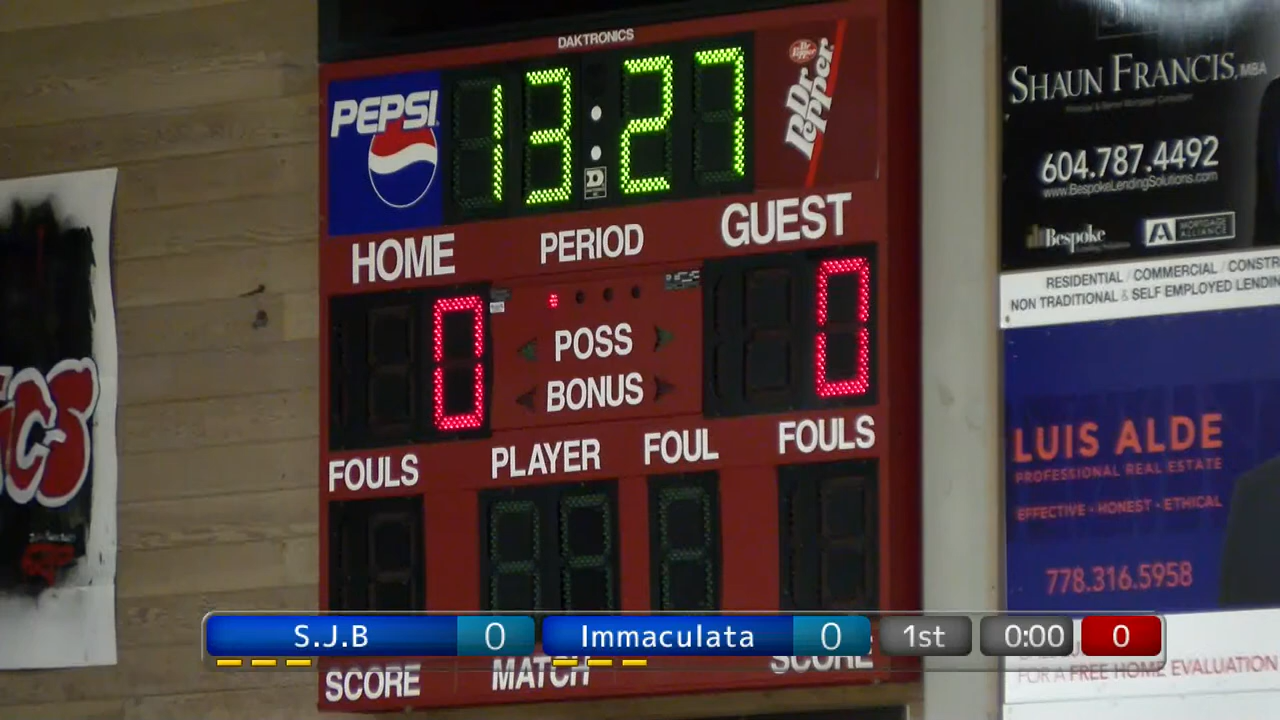 DAKTRONICS
PEPSI
13:27
Dr Pepper
HOME
PERIOD
GUEST
0
0
POSS
BONUS
FOULS
PLAYER
FOUL
FOULS
SCORE
MATCH
SCORE
S.J.B 0 Immaculata 0 1st 0:00 0
SHAUN FRANCIS, MBA
604.787.4492
www.BespokeLendingSolutions.com
Bespoke
MORTGAGE
ALLIANCE
RESIDENTIAL / COMMERCIAL / CONSTR
NON TRADITIONAL & SELF EMPLOYED LENDIN
LUIS ALDE
PROFESSIONAL REAL ESTATE
EFFECTIVE • HONEST • ETHICAL
778.316.5958
FOR A FREE HOME EVALUATION